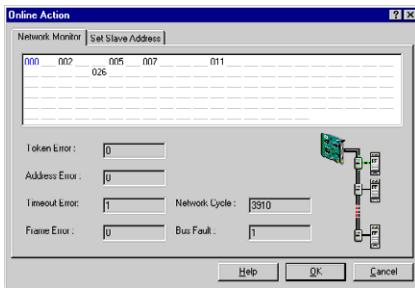 Online Action
Network Monitor Set Slave Address
000 002 005 007 011
026
Token Error : 0
Address Error : 0
Timeout Error: 1 Network Cycle : 3910
Frame Error : 0 Bus Fault : 1
Help OK Cancel